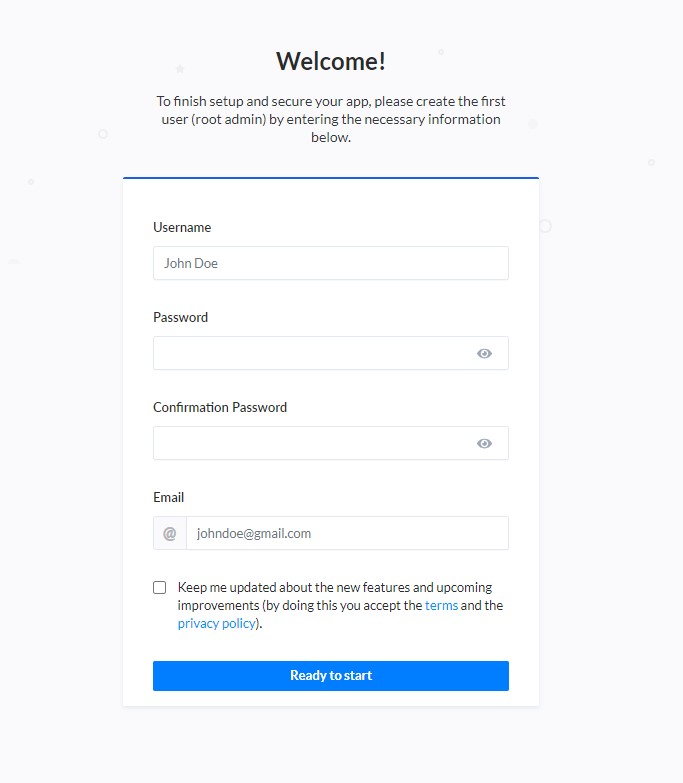 Welcome!
To finish setup and secure your app, please create the first
user (root admin) by entering the necessary information
below.
Username
John Doe
Password
Confirmation Password
Email
@ johndoe@gmail.com
Keep me updated about the new features and upcoming
improvements (by doing this you accept the terms and the
privacy policy).
Ready to start